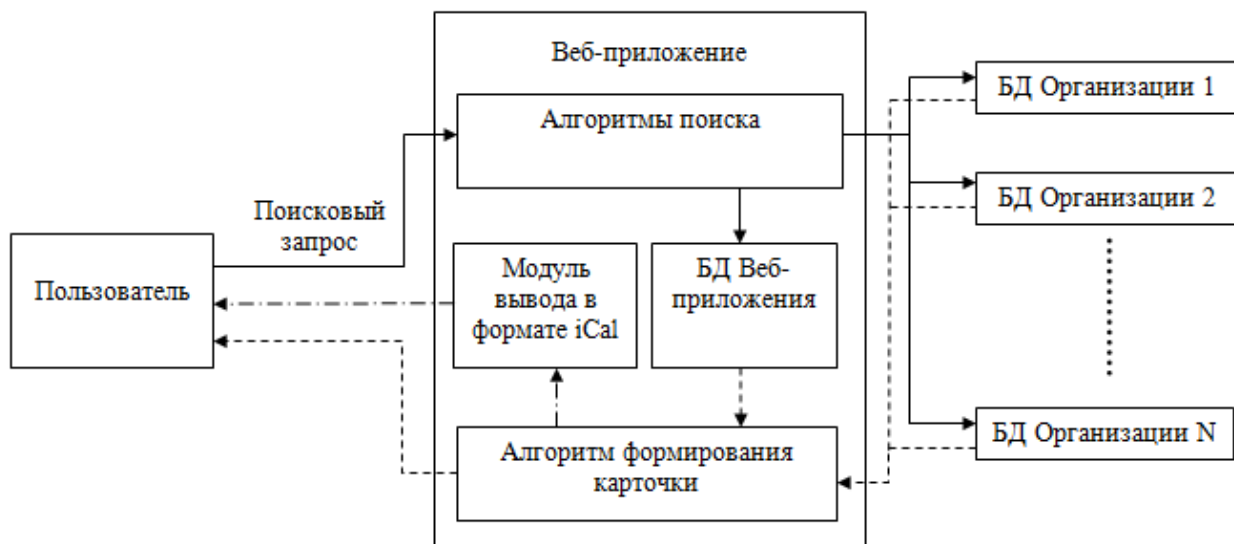 Веб-приложение
Алгоритмы поиска
БД Организации 1
БД Организации 2
Поисковый
запрос
Пользователь
Модуль
вывода в
формате iCal
БД Веб-
приложения
БД Организации N
Алгоритм формирования
карточки